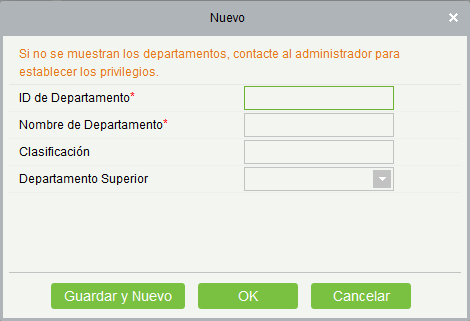 Nuevo
Si no se muestran los departamentos, contacte al administrador para
establecer los privilegios.
ID de Departamento*
Nombre de Departamento*
Clasificación
Departamento Superior
Guardar y Nuevo
OK
Cancelar